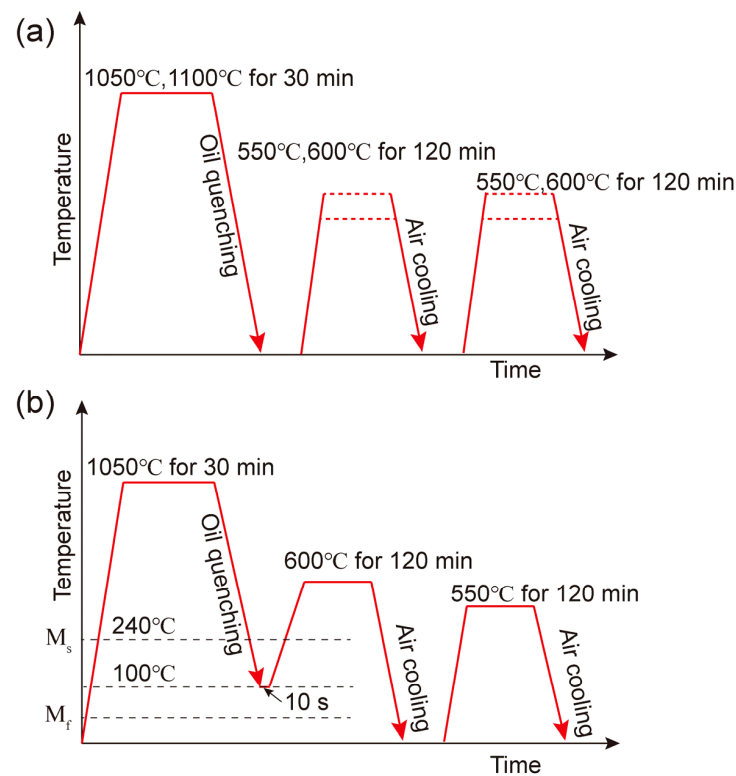 (a)
1050℃,1100℃ for 30 min
Oil quenching
550℃,600℃ for 120 min
Air cooling
550℃,600℃ for 120 min
Air cooling
Temperature
Time
(b)
1050℃ for 30 min
Oil quenching
600℃ for 120 min
Air cooling
550℃ for 120 min
Air cooling
Temperature
Ms
240℃
100℃
10 s
Mf
Time